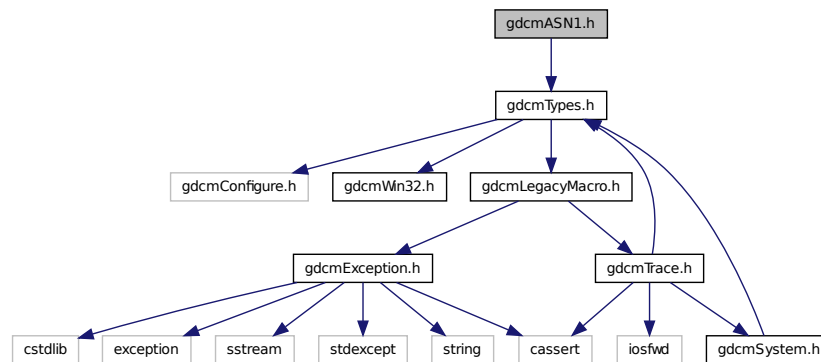 gdcmASN1.h
gdcmTypes.h
gdcmConfigure.h
gdcmWin32.h
gdcmLegacyMacro.h
gdcmException.h
gdcmTrace.h
cstdlib
exception
sstream
stdexcept
string
cassert
iosfwd
gdcmSystem.h